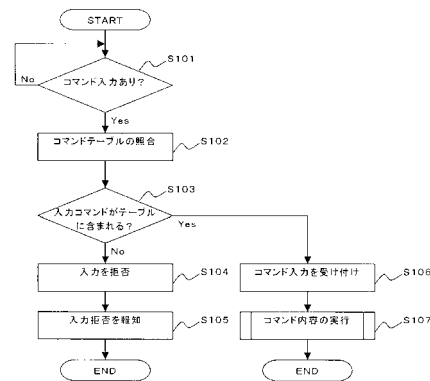 START
S101
コマンド入力あり?
No
Yes
コマンドテーブルの照合
S102
S103
入力コマンドがテーブル
に含まれる?
Yes
No
入力を拒否
S104
コマンド入力を受け付け
S106
入力拒否を報知
S105
コマンド内容の実行
S107
END
END